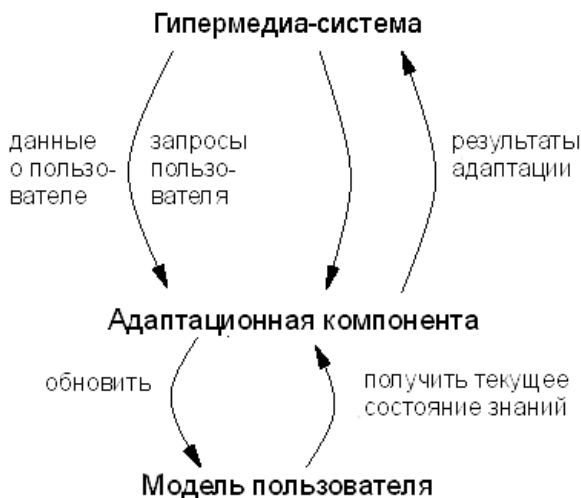 Гипермедиа-система
данные
о пользо-
вателе
запросы
пользо-
вателя
результаты
адаптации
Адаптационная компонента
обновить
получить текущее
состояние знаний
Модель пользователя